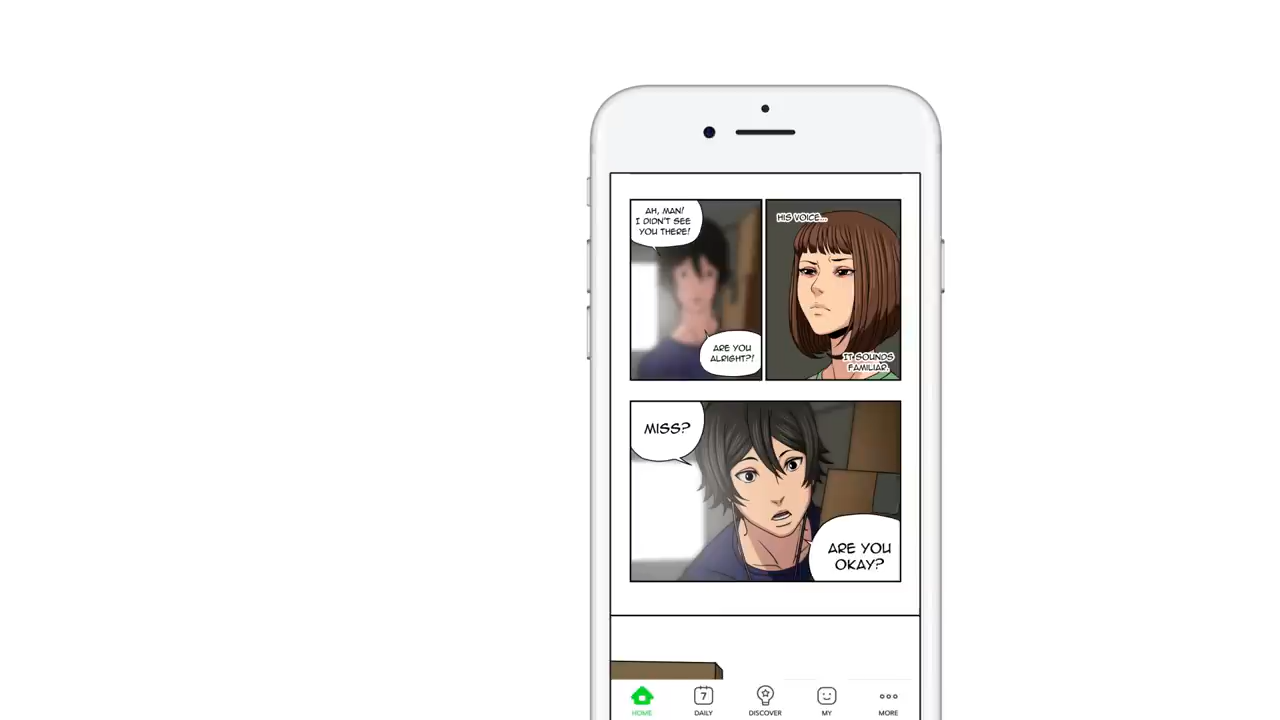 AH, MAN!
I DIDN'T SEE
YOU THERE!
ARE YOU
ALRIGHT?!
HIS VOICE...
IT SOUNDS
FAMILIAR.
MISS?
ARE YOU
OKAY?
7
HOME
DAILY
DISCOVER
MY
MORE